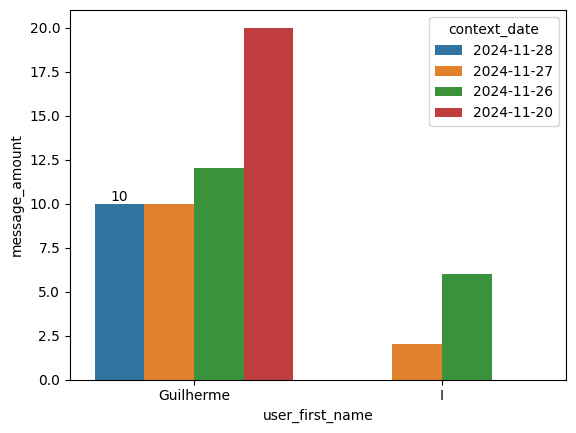 context_date
2024-11-28
2024-11-27
2024-11-26
2024-11-20
20.0
17.5
15.0
12.5
10.0
7.5
5.0
2.5
0.0
10
message_amount
Guilherme
I
user_first_name